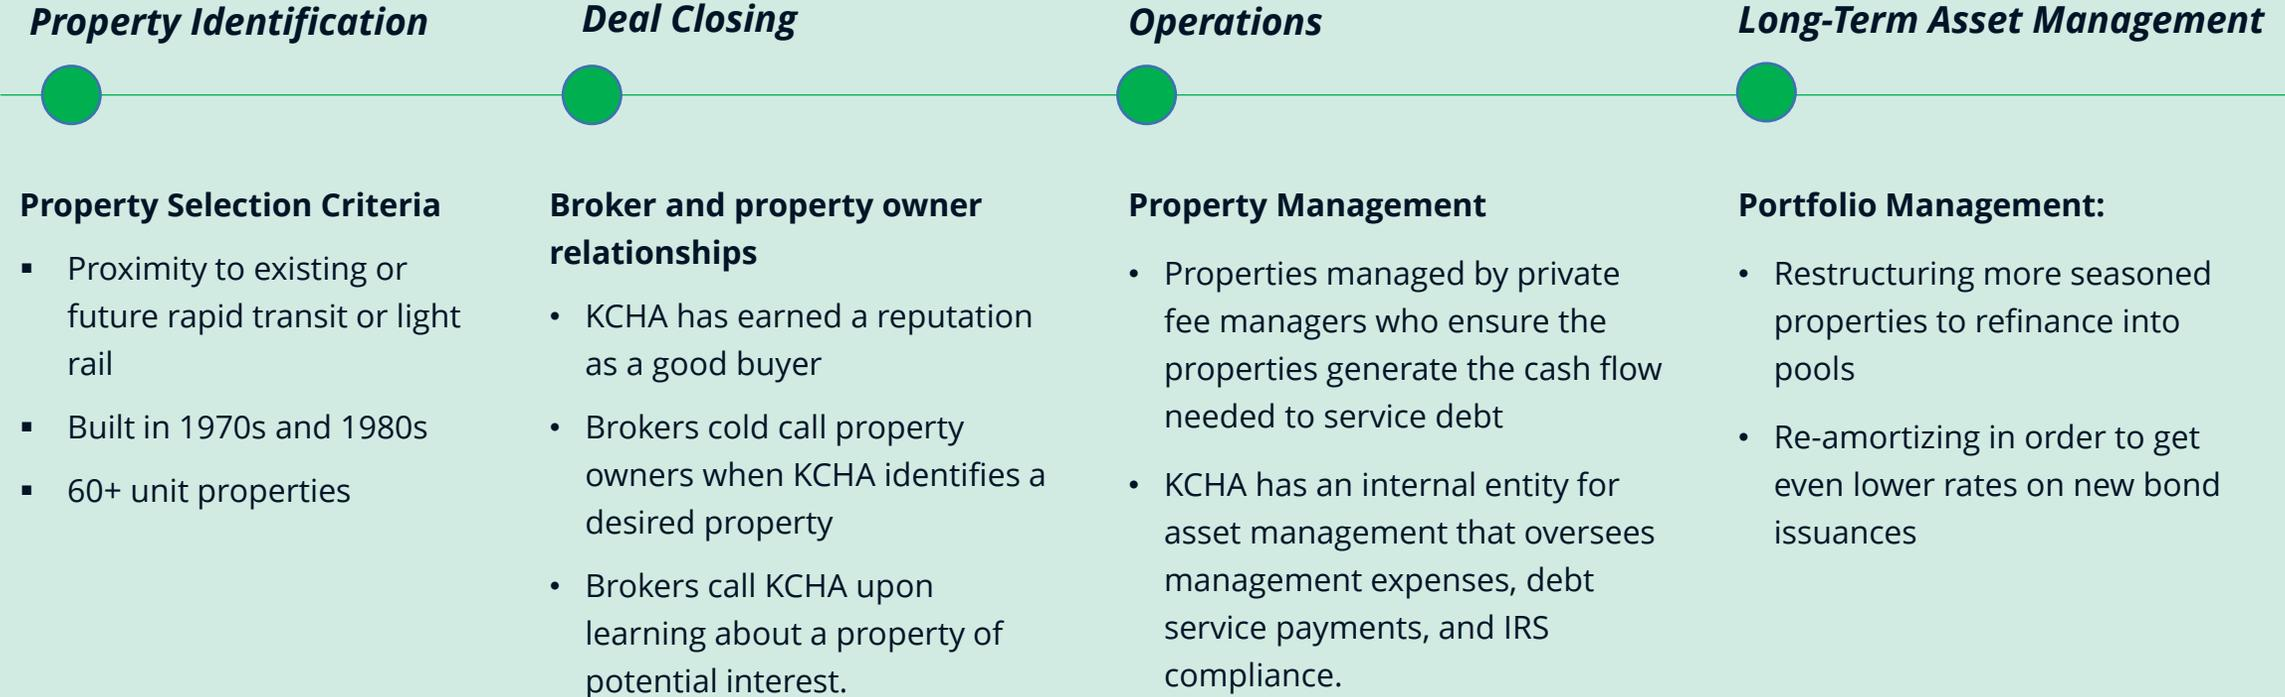 Property Identification
Deal Closing
Operations
Long-Term Asset Management
Property Selection Criteria
▪ Proximity to existing or
future rapid transit or light
rail
▪ Built in 1970s and 1980s
▪ 60+ unit properties
Broker and property owner
relationships
• KCHA has earned a reputation
as a good buyer
• Brokers cold call property
owners when KCHA identifies a
desired property
• Brokers call KCHA upon
learning about a property of
potential interest.
Property Management
• Properties managed by private
fee managers who ensure the
properties generate the cash flow
needed to service debt
• KCHA has an internal entity for
asset management that oversees
management expenses, debt
service payments, and IRS
compliance.
Portfolio Management:
• Restructuring more seasoned
properties to refinance into
pools
• Re-amortizing in order to get
even lower rates on new bond
issuances